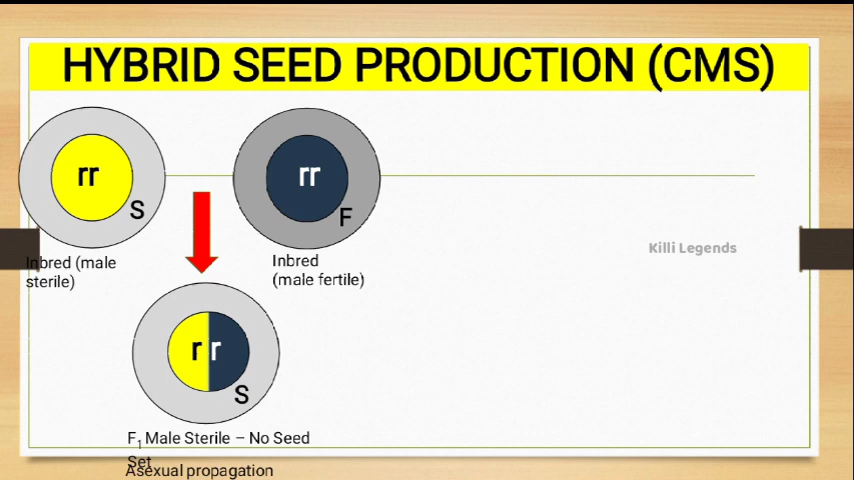 HYBRID SEED PRODUCTION (CMS)
rr
S
rr
F
Inbred (male
sterile)
Inbred
(male fertile)
Killi Legends
r r
S
F1 Male Sterile – No Seed
Set
Asexual propagation